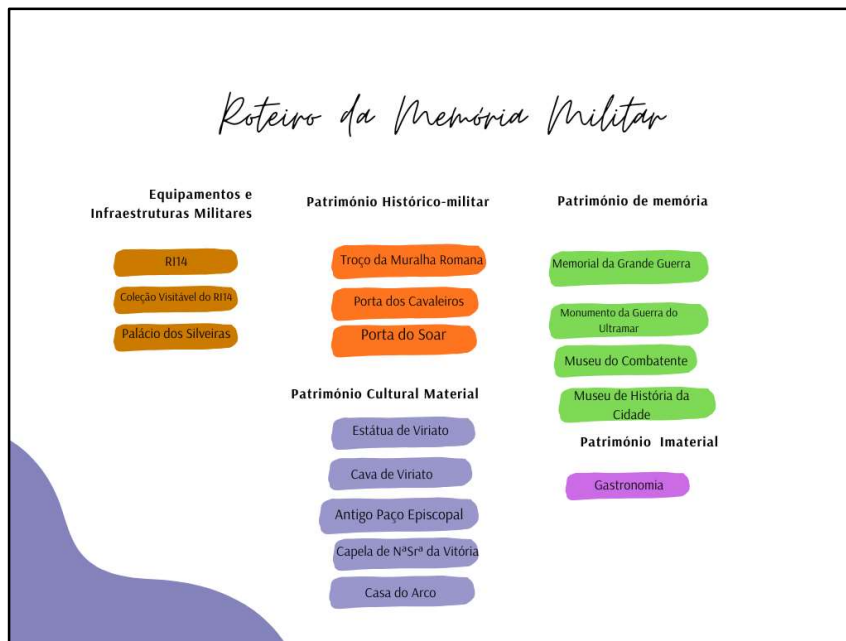 Roteiro da Memória Militar
Equipamentos e
Infraestruturas Militares
RI14
Coleção Visitável do RI14
Palácio dos Silveiras
Património Histórico-militar
Troço da Muralha Romana
Porta dos Cavaleiros
Porta do Soar
Património Cultural Material
Estátua de Viriato
Cava de Viriato
Antigo Paço Episcopal
Capela de NªSrª da Vitória
Casa do Arco
Património de memória
Memorial da Grande Guerra
Monumento da Guerra do
Ultramar
Museu do Combatente
Museu de História da
Cidade
Património Imaterial
Gastronomia